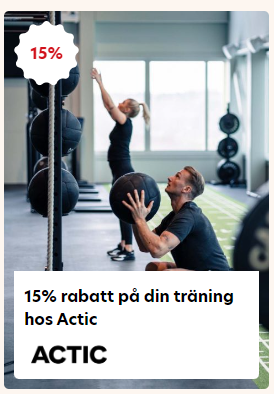 15%
15% rabatt på din träning
hos Actic
ACTIC